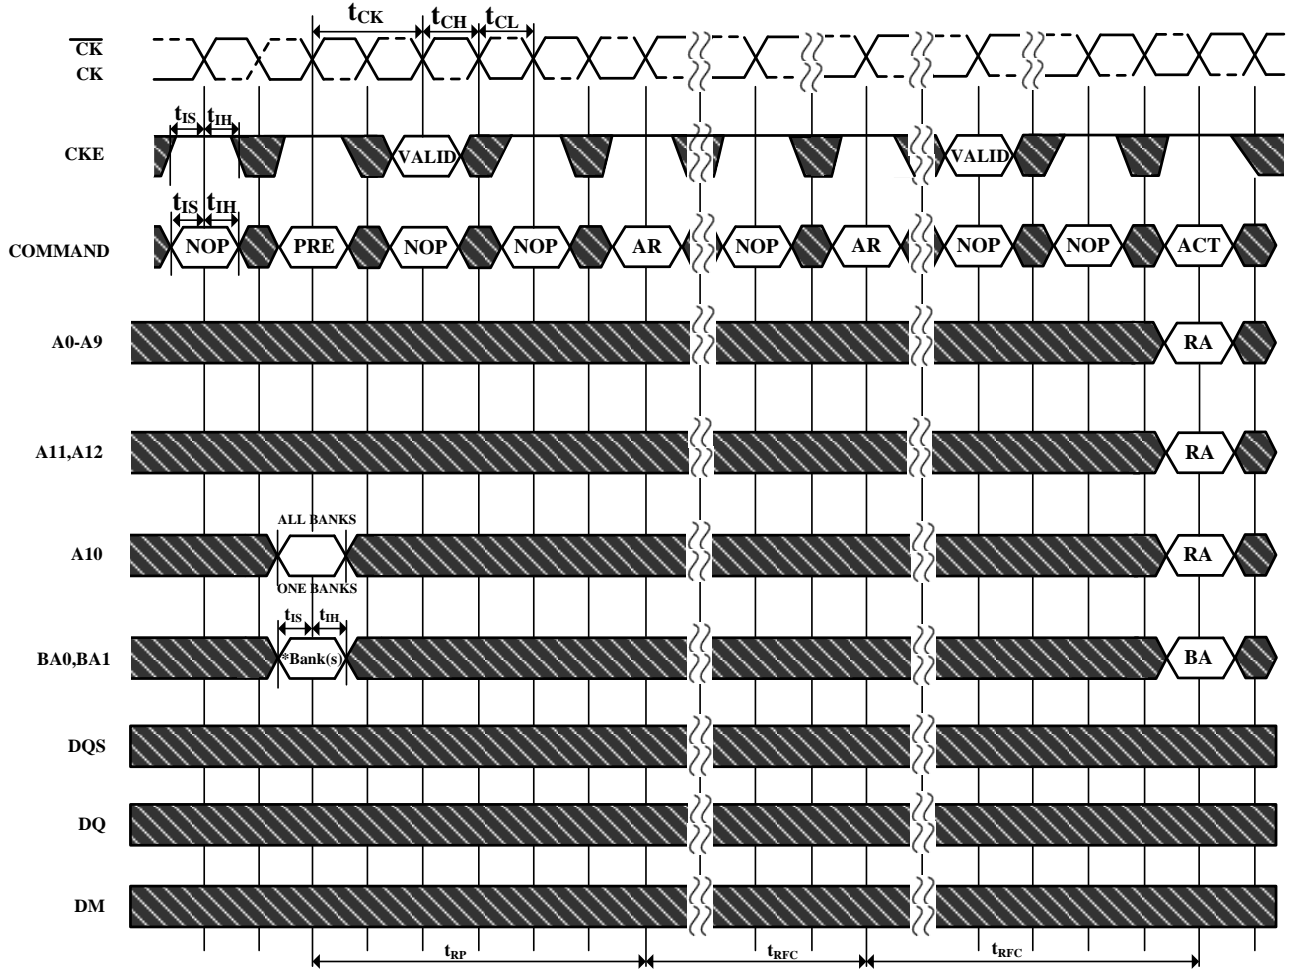 tCK tCH tCL
CK
CK
tIS tIH
CKE VALID VALID
tIS tIH
COMMAND NOP PRE NOP NOP AR NOP AR NOP NOP ACT
A0-A9 RA
A11,A12 RA
ALL BANKS
A10 RA
ONE BANKS
tIS tIH
BA0,BA1 *Bank(s) BA
DQS
DQ
DM
tRP tRFC tRFC